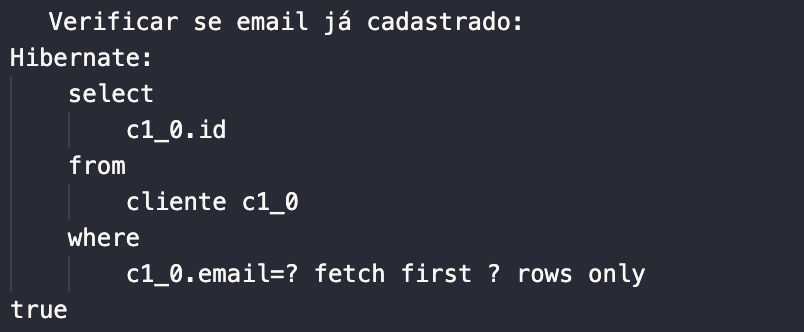 Verificar se email já cadastrado:
Hibernate:
select
c1_0.id
from
cliente c1_0
where
c1_0.email=? fetch first ? rows only
true